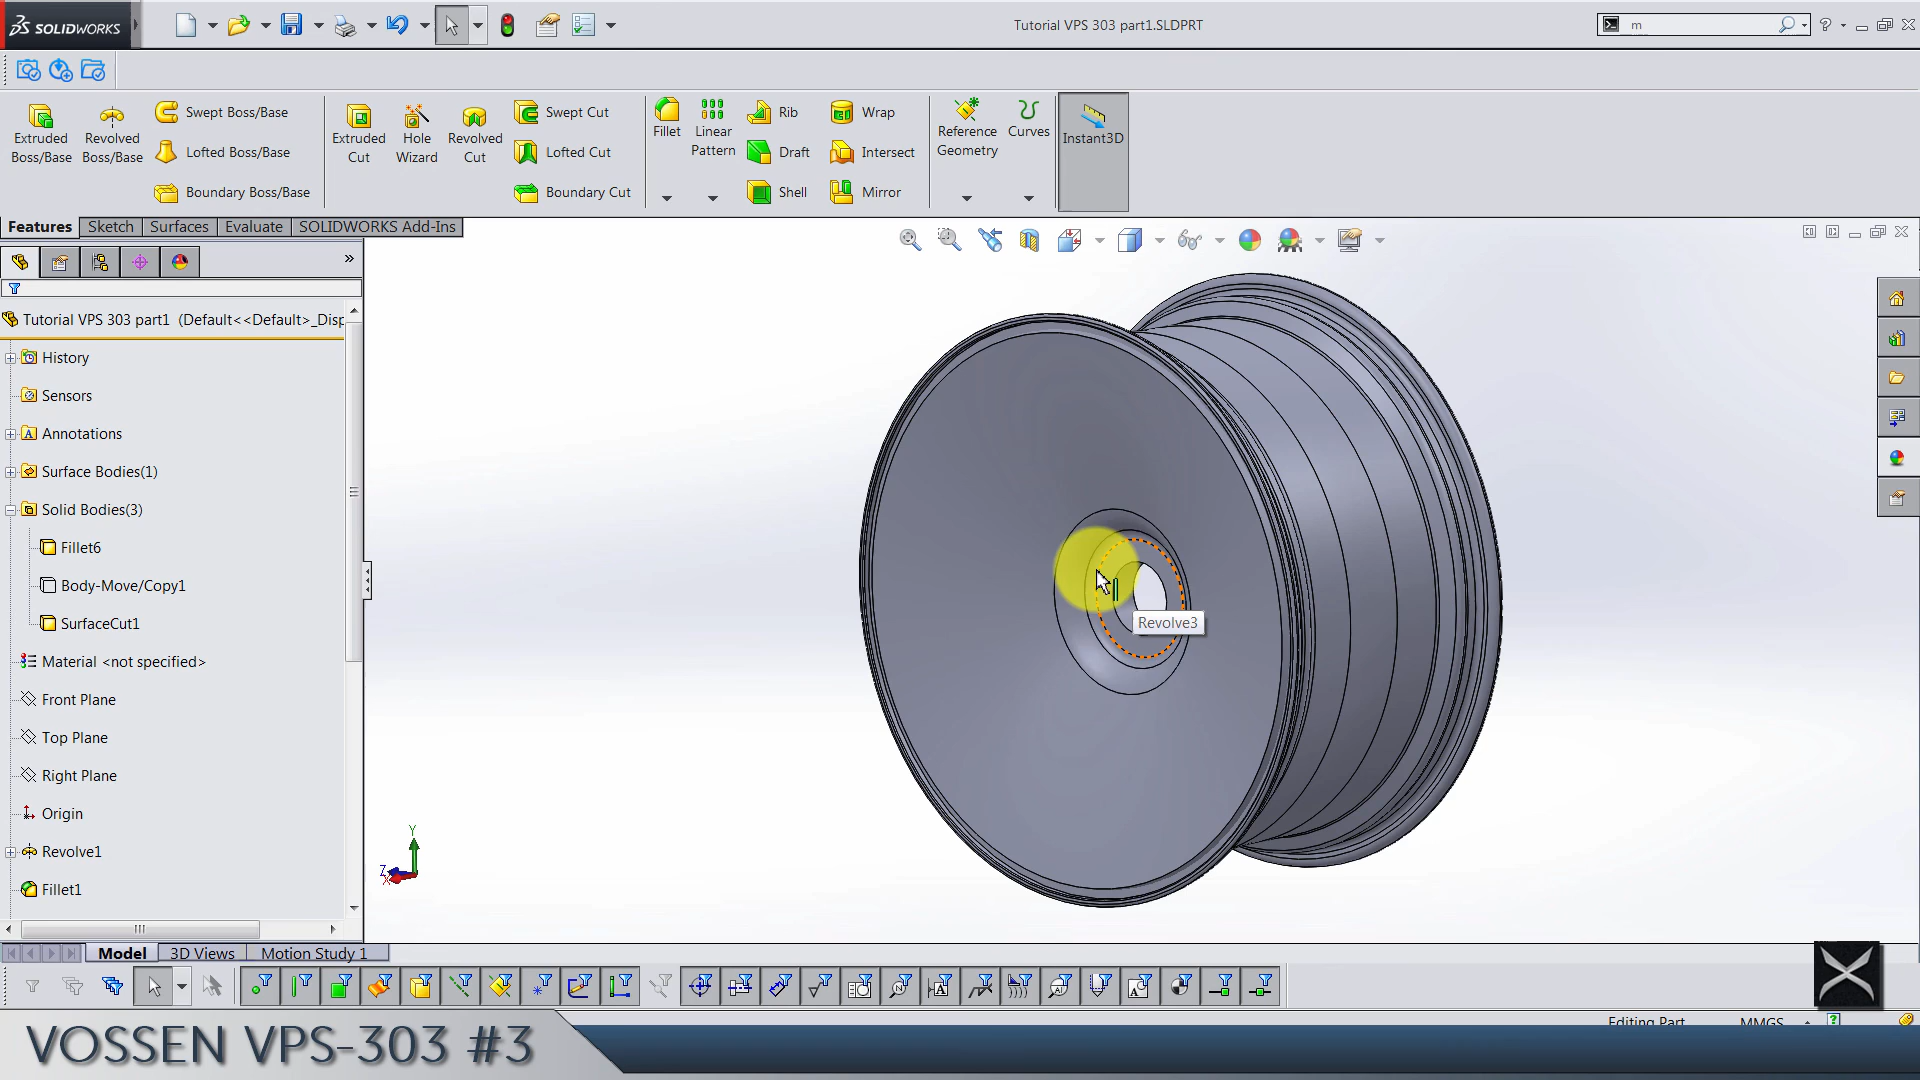 SOLIDWORKS
Tutorial VPS 303 part1.SLDPRT
m
?
Extruded Boss/Base
Revolved Boss/Base
Swept Boss/Base
Lofted Boss/Base
Boundary Boss/Base
Extruded Cut
Hole Wizard
Revolved Cut
Swept Cut
Lofted Cut
Boundary Cut
Fillet
Linear Pattern
Rib
Draft
Shell
Wrap
Intersect
Mirror
Reference Geometry
Curves
Instant3D
Features
Sketch
Surfaces
Evaluate
SOLIDWORKS Add-Ins
Tutorial VPS 303 part1 (Default<<Default>_Disp
History
Sensors
Annotations
Surface Bodies(1)
Solid Bodies(3)
Fillet6
Body-Move/Copy1
SurfaceCut1
Material <not specified>
Front Plane
Top Plane
Right Plane
Origin
Revolve1
Fillet1
Revolve3
Y
Z
X
Model
3D Views
Motion Study 1
Editing Part
MMGS
VOSSEN VPS-303 #3